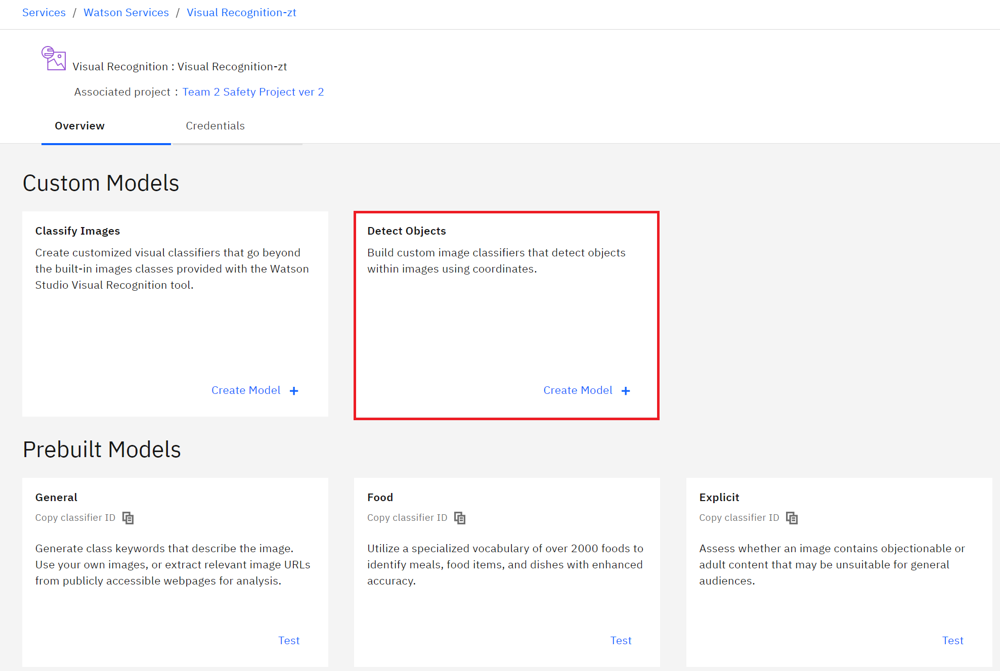 Services / Watson Services / Visual Recognition-zt
Visual Recognition : Visual Recognition-zt
Associated project : Team 2 Safety Project ver 2
Overview Credentials
Custom Models
Classify Images
Create customized visual classifiers that go beyond
the built-in images classes provided with the Watson
Studio Visual Recognition tool.
Create Model +
Detect Objects
Build custom image classifiers that detect objects
within images using coordinates.
Create Model +
Prebuilt Models
General
Copy classifier ID
Generate class keywords that describe the image.
Use your own images, or extract relevant image URLs
from publicly accessible webpages for analysis.
Test
Food
Copy classifier ID
Utilize a specialized vocabulary of over 2000 foods to
identify meals, food items, and dishes with enhanced
accuracy.
Test
Explicit
Copy classifier ID
Assess whether an image contains objectionable or
adult content that may be unsuitable for general
audiences.
Test